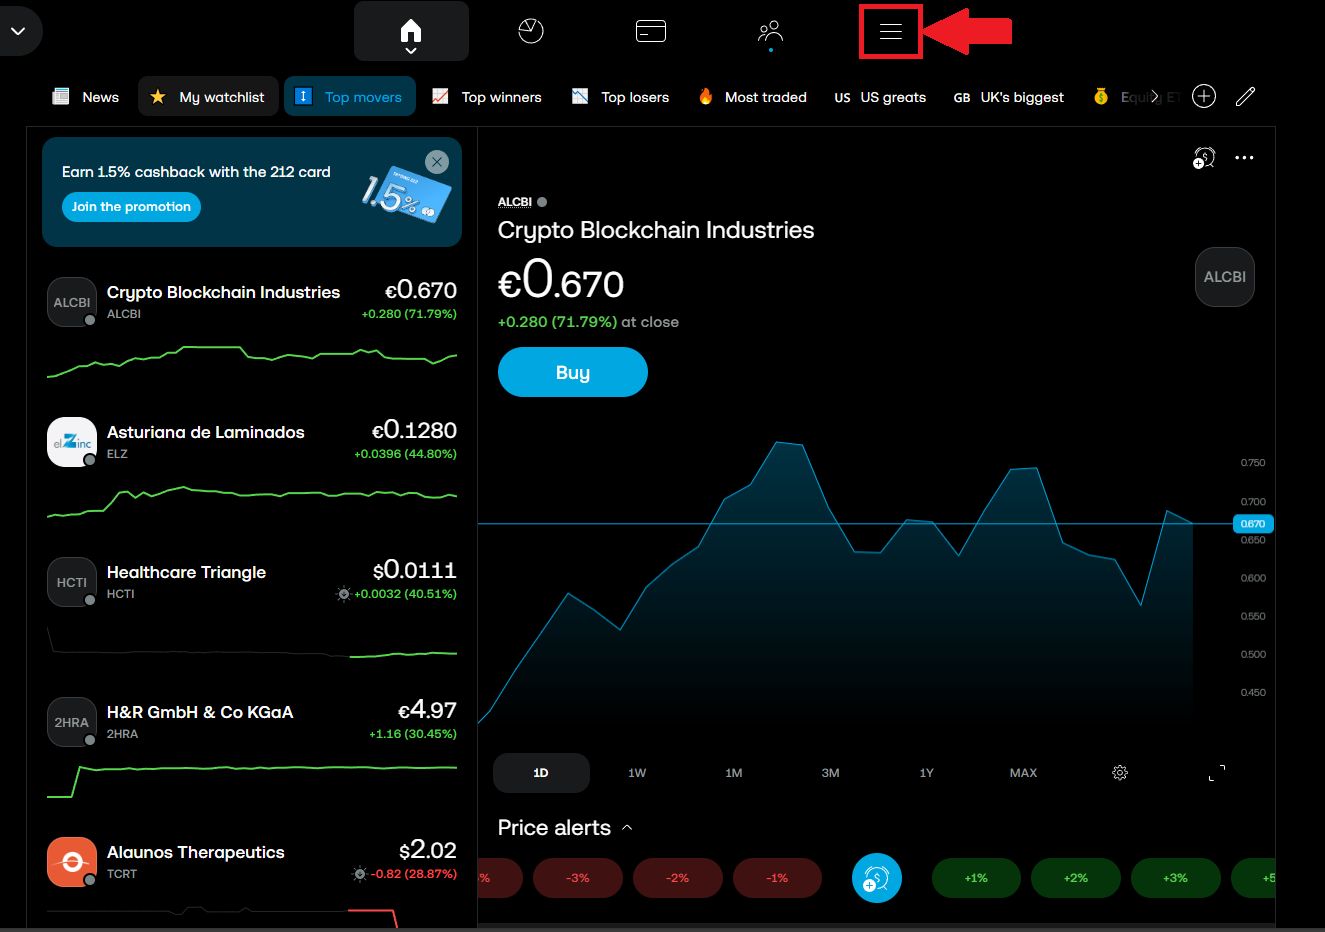 News
My watchlist
Top movers
Top winners
Top losers
Most traded
US US greats
GB UK's biggest
Equity ET
Earn 1.5% cashback with the 212 card
Join the promotion
1.5%
ALCBI
Crypto Blockchain Industries
ALCBI
€0.670
+0.280 (71.79%)
elZinc
Asturiana de Laminados
ELZ
€0.1280
+0.0396 (44.80%)
HCTI
Healthcare Triangle
HCTI
$0.0111
+0.0032 (40.51%)
2HRA
H&R GmbH & Co KGaA
2HRA
€4.97
+1.16 (30.45%)
Alaunos Therapeutics
TCRT
$2.02
-0.82 (28.87%)
ALCBI
Crypto Blockchain Industries
€0.670
+0.280 (71.79%) at close
ALCBI
Buy
0.750
0.700
0.670
0.650
0.600
0.550
0.500
0.450
1D
1W
1M
3M
1Y
MAX
Price alerts
%
-3%
-2%
-1%
+1%
+2%
+3%
+5